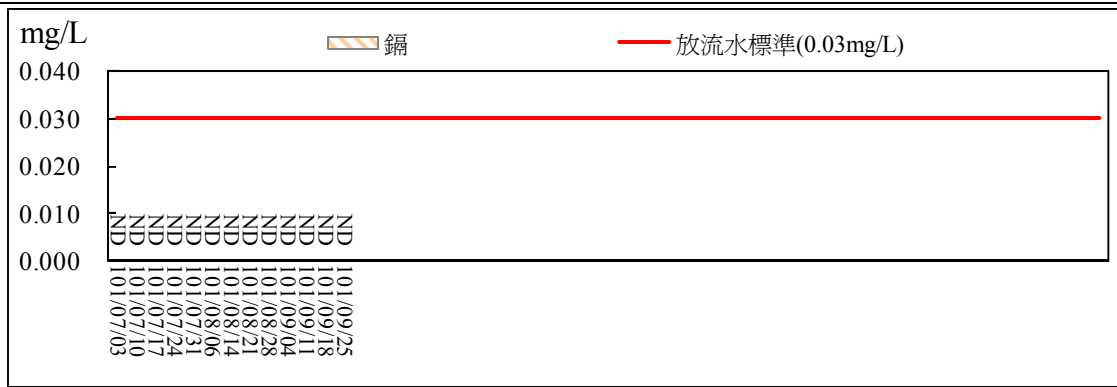 mg/L
鎘
放流水標準(0.03mg/L)
0.040
0.030
0.020
0.010
0.000
ND
ND
ND
ND
ND
ND
ND
ND
ND
ND
ND
ND
ND
101/07/03
101/07/10
101/07/17
101/07/24
101/07/31
101/08/06
101/08/14
101/08/21
101/08/28
101/09/04
101/09/11
101/09/18
101/09/25